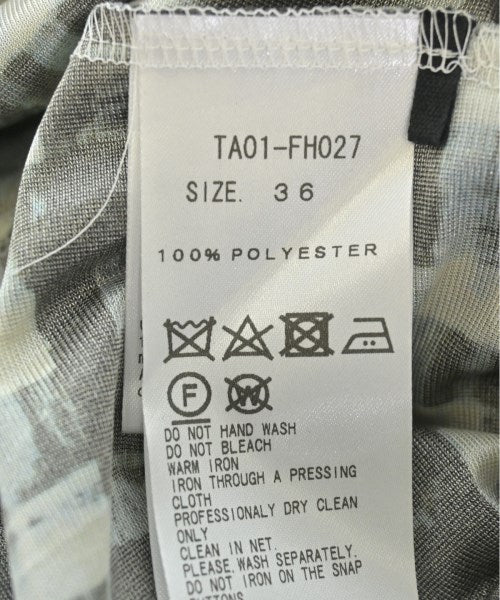 TA01-FH027
SIZE. 36
100% POLYESTER
F W
DO NOT HAND WASH
DO NOT BLEACH
WARM IRON
IRON THROUGH A PRESSING
CLOTH
PROFESSIONALY DRY CLEAN
ONLY
CLEAN IN NET.
PLEASE.WASH SEPARATELY.
DO NOT IRON ON THE SNAP
BUTTONS